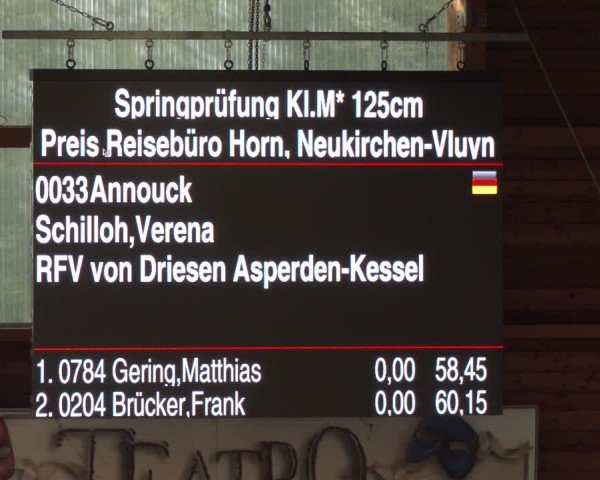 Springprüfung Kl.M* 125cm
Preis Reisebüro Horn, Neukirchen-Vluyn
0033Annouck
Schilloh,Verena
RFV von Driesen Asperden-Kessel
1. 0784 Gering,Matthias 0,00 58,45
2. 0204 Brücker,Frank 0,00 60,15
TEATRO